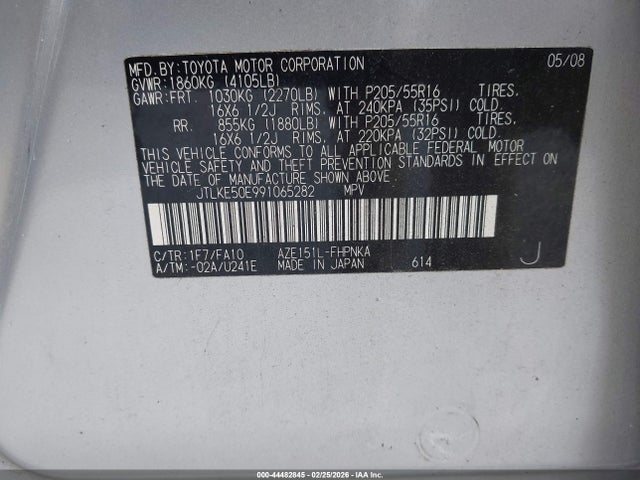 MFD.BY:TOYOTA MOTOR CORPORATION 05/08
GVWR:1860KG (4105LB)
GAWR:FRT. 1030KG(2270LB) WITH P205/55R16 TIRES.
16X6 1/2J RIMS. AT 240KPA (35PSI) COLD.
RR. 855KG(1880LB) WITH P205/55R16 TIRES.
16X6 1/2J RIMS. AT 220KPA (32PSI) COLD.
THIS VEHICLE CONFORMS TO ALL APPLICABLE FEDERAL MOTOR
VEHICLE SAFETY AND THEFT PREVENTION STANDARDS IN EFFECT ON
THE DATE OF MANUFACTURE SHOWN ABOVE.
JTLKE50E991065282 MPV
C/TR:1F7/FA10 AZE151L-FHPNKA
A/TM:-02A/U241E MADE IN JAPAN 614 J
000-44482845 - 02/25/2026 - IAA Inc.